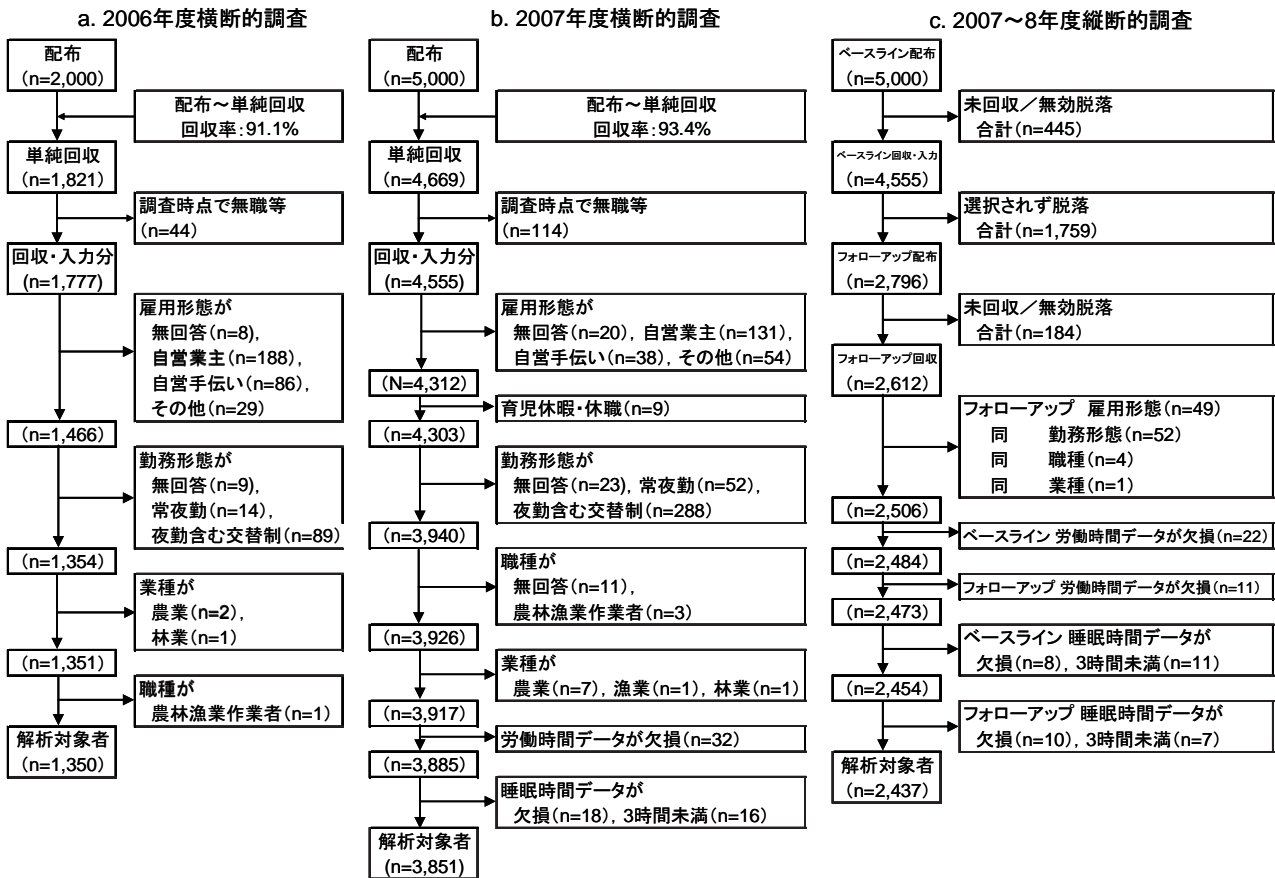 a. 2006年度横断的調査
配布
(n=2,000)
配布～単純回収
回収率：91.1%
単純回収
(n=1,821)
調査時点で無職等
(n=44)
回収・入力分
(n=1,777)
雇用形態が
無回答(n=8),
自営業主(n=188),
自営手伝い(n=86),
その他(n=29)
(n=1,466)
勤務形態が
無回答(n=9),
常夜勤(n=14),
夜勤含む交替制(n=89)
(n=1,354)
業種が
農業(n=2),
林業(n=1)
(n=1,351)
職種が
農林漁業作業者(n=1)
解析対象者
(n=1,350)
b. 2007年度横断的調査
配布
(n=5,000)
配布～単純回収
回収率：93.4%
単純回収
(n=4,669)
調査時点で無職等
(n=114)
回収・入力分
(n=4,555)
雇用形態が
無回答(n=20), 自営業主(n=131),
自営手伝い(n=38), その他(n=54)
(N=4,312)
育児休暇・休職(n=9)
(n=4,303)
勤務形態が
無回答(n=23), 常夜勤(n=52),
夜勤含む交替制(n=288)
(n=3,940)
職種が
無回答(n=11),
農林漁業作業者(n=3)
(n=3,926)
業種が
農業(n=7), 漁業(n=1), 林業(n=1)
(n=3,917)
労働時間データが欠損(n=32)
(n=3,885)
睡眠時間データが
欠損(n=18), 3時間未満(n=16)
解析対象者
(n=3,851)
c. 2007～8年度縦断的調査
ベースライン配布
(n=5,000)
未回収／無効脱落
合計(n=445)
ベースライン回収・入力
(n=4,555)
選択されず脱落
合計(n=1,759)
フォローアップ配布
(n=2,796)
未回収／無効脱落
合計(n=184)
フォローアップ回収
(n=2,612)
フォローアップ 雇用形態(n=49)
同 勤務形態(n=52)
同 職種(n=4)
同 業種(n=1)
(n=2,506)
ベースライン 労働時間データが欠損(n=22)
(n=2,484)
フォローアップ 労働時間データが欠損(n=11)
(n=2,473)
ベースライン 睡眠時間データが
欠損(n=8), 3時間未満(n=11)
(n=2,454)
フォローアップ 睡眠時間データが
欠損(n=10), 3時間未満(n=7)
解析対象者
(n=2,437)